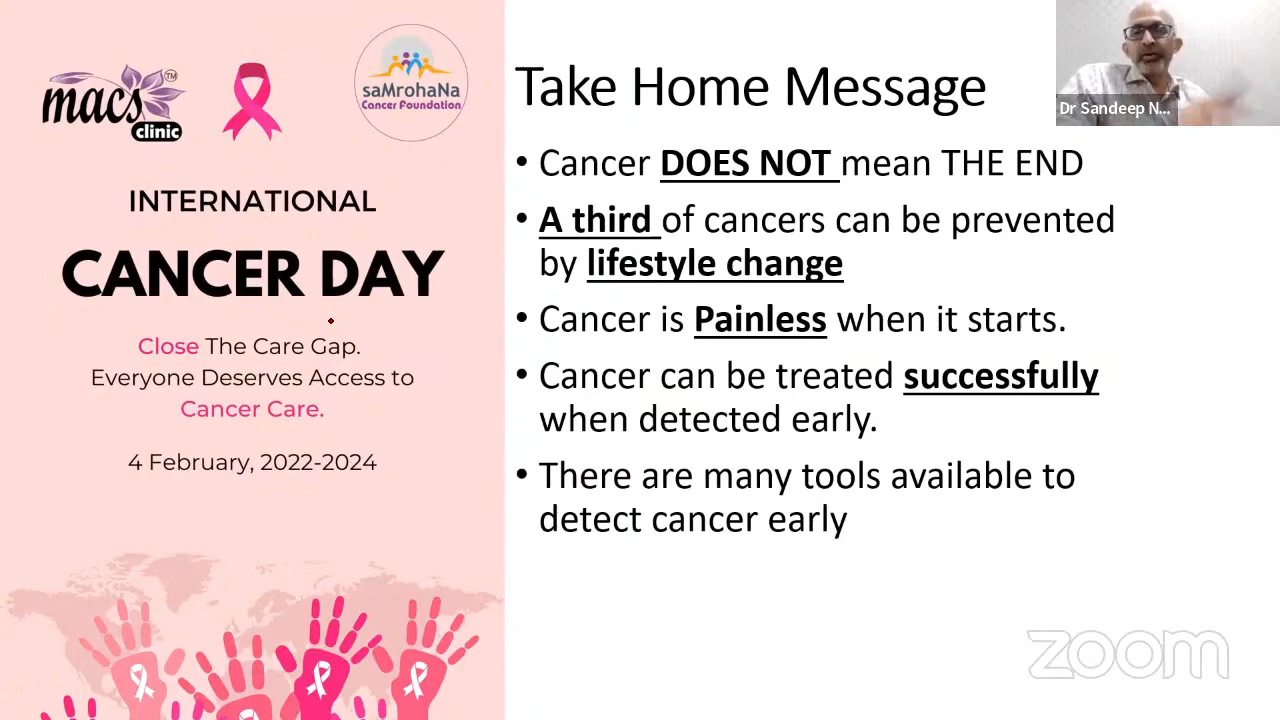 macs
TM
clinic
saMrohaNa
Cancer Foundation
INTERNATIONAL
CANCER DAY
Close The Care Gap.
Everyone Deserves Access to
Cancer Care.
4 February, 2022-2024
Take Home Message
• Cancer DOES NOT mean THE END
• A third of cancers can be prevented
by lifestyle change
• Cancer is Painless when it starts.
• Cancer can be treated successfully
when detected early.
• There are many tools available to
detect cancer early
Dr Sandeep N...
zoom